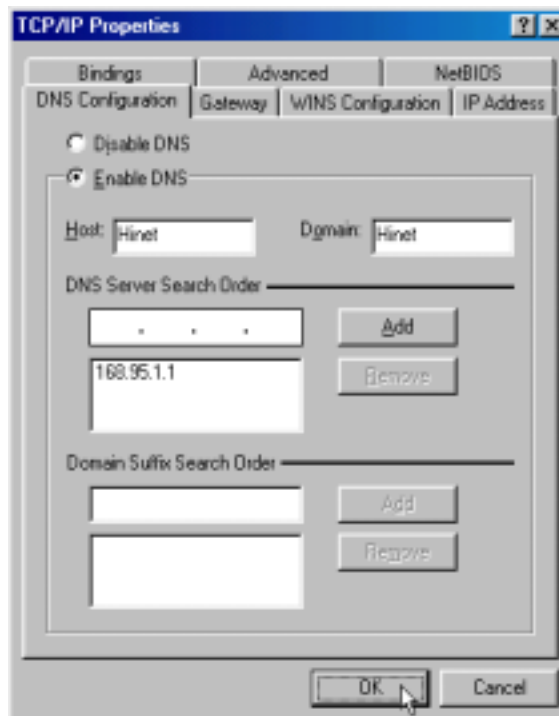 TCP/IP Properties
Bindings Advanced NetBIOS
DNS Configuration Gateway WINS Configuration IP Address
Disable DNS
Enable DNS
Host: Hinet Domain: Hinet
DNS Server Search Order
. . . Add
168.95.1.1 Remove
Domain Suffix Search Order
Add
Remove
OK Cancel